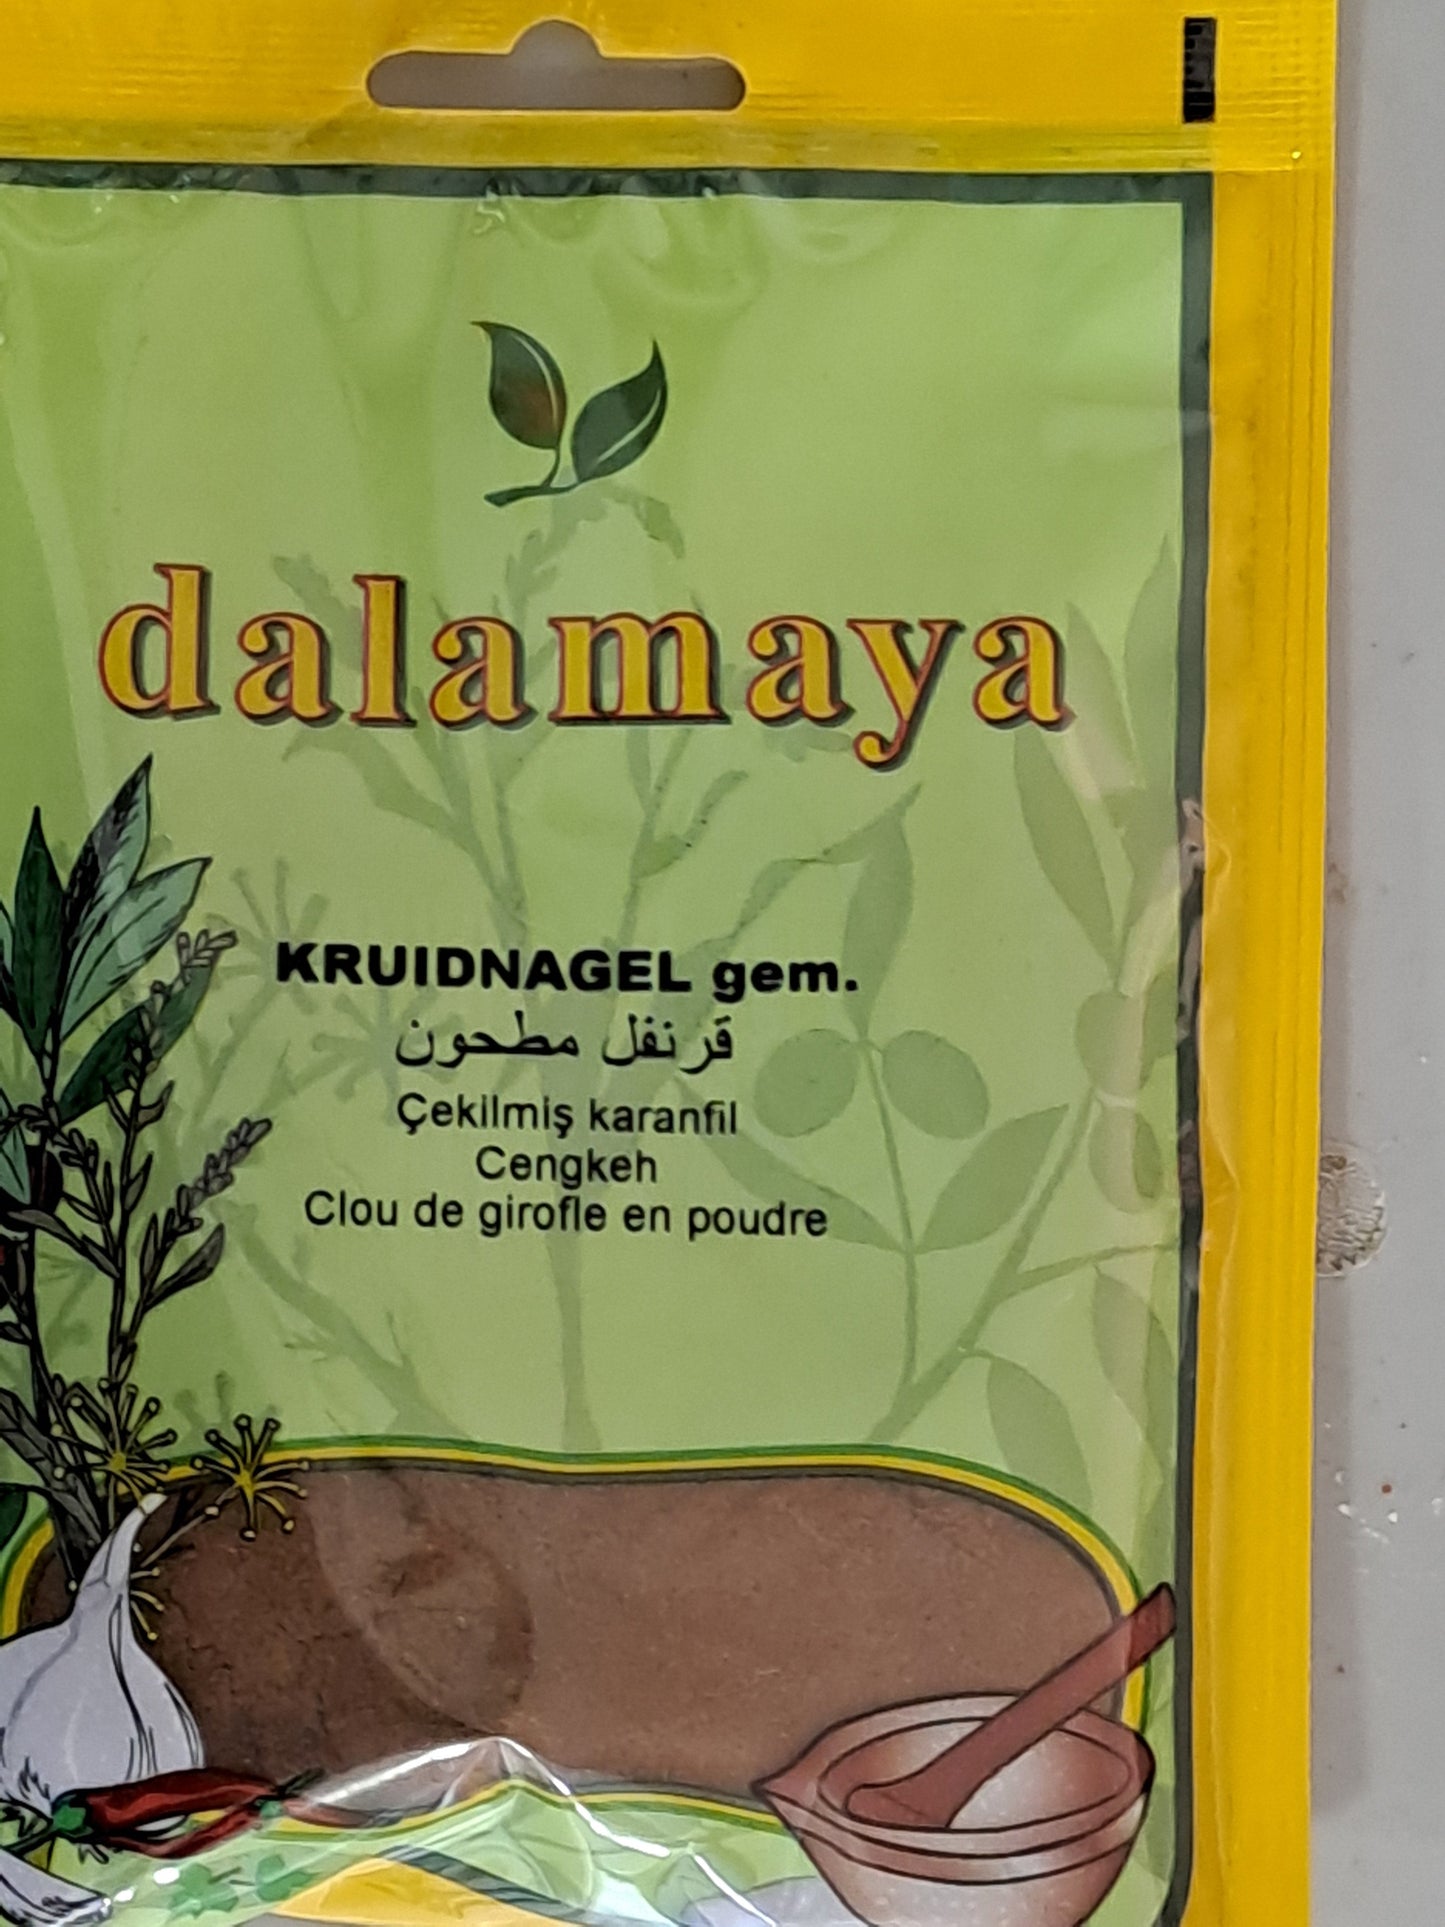 dalamaya
KRUIDNAGEL gem.
قرنفل مطحون
Çekilmiş karanfil
Cengkeh
Clou de girofle en poudre